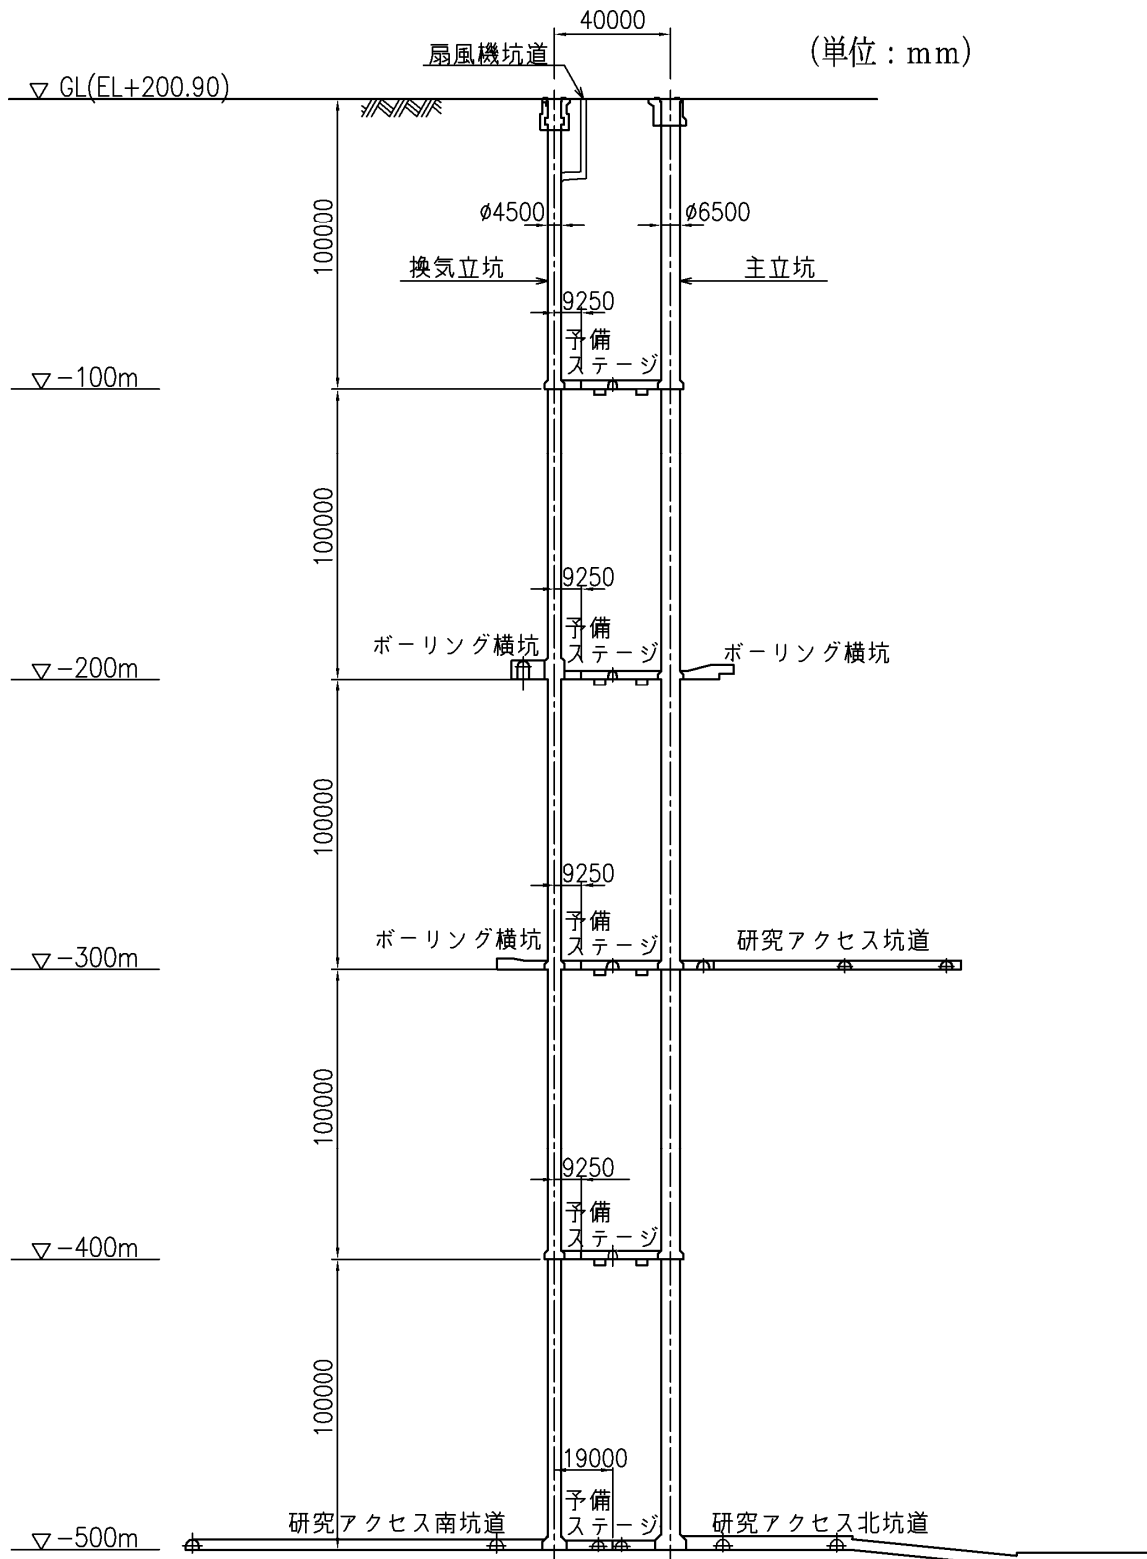 40000
(単位：mm)
扇風機坑道
▽ GL(EL+200.90)
100000
ø4500
ø6500
換気立坑
主立坑
9250
予備
ステージ
▽-100m
100000
9250
予備
ステージ
ボーリング横坑
ボーリング横坑
▽-200m
100000
9250
予備
ステージ
ボーリング横坑
研究アクセス坑道
▽-300m
100000
9250
予備
ステージ
▽-400m
100000
19000
予備
ステージ
研究アクセス南坑道
研究アクセス北坑道
▽-500m